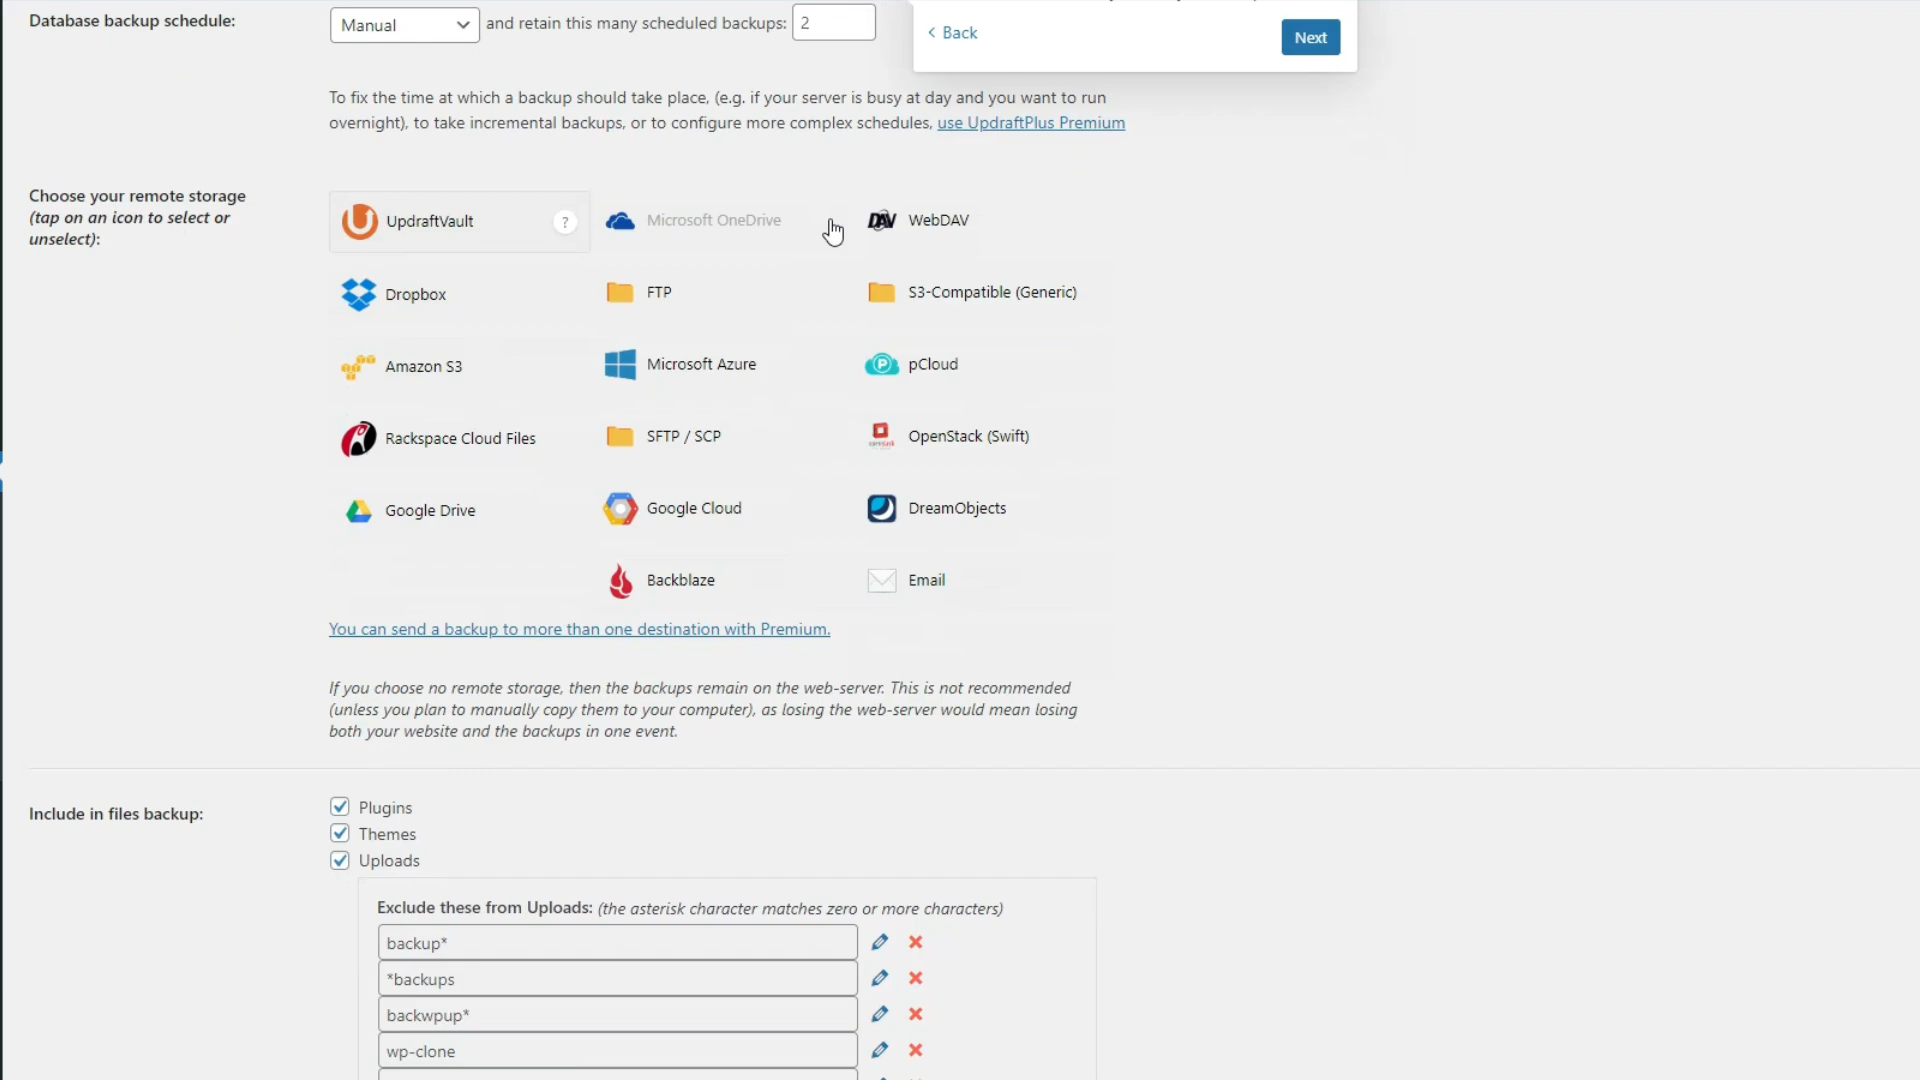 Database backup schedule: Manual and retain this many scheduled backups: 2
< Back Next
To fix the time at which a backup should take place, (e.g. if your server is busy at day and you want to run
overnight), to take incremental backups, or to configure more complex schedules, use UpdraftPlus Premium
Choose your remote storage
(tap on an icon to select or
unselect):
UpdraftVault ? Microsoft OneDrive DAV WebDAV
Dropbox FTP S3-Compatible (Generic)
Amazon S3 Microsoft Azure pCloud
Rackspace Cloud Files SFTP / SCP OpenStack (Swift)
Google Drive Google Cloud DreamObjects
Backblaze Email
You can send a backup to more than one destination with Premium.
If you choose no remote storage, then the backups remain on the web-server. This is not recommended
(unless you plan to manually copy them to your computer), as losing the web-server would mean losing
both your website and the backups in one event.
Include in files backup: Plugins
Themes
Uploads
Exclude these from Uploads: (the asterisk character matches zero or more characters)
backup*
*backups
backwpup*
wp-clone